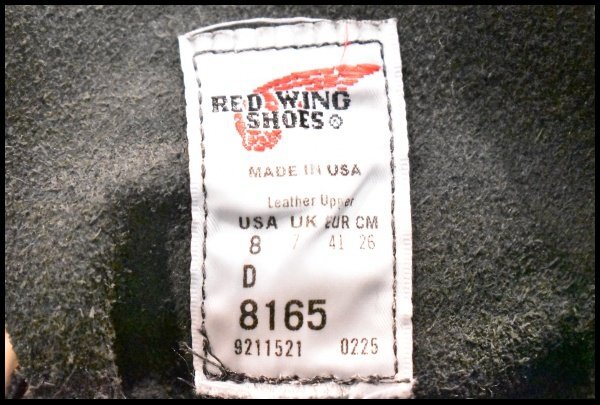 RED WING
SHOES®
MADE IN USA
Leather Upper
USA UK EUR CM
8 7 41 26
D
8165
9211521 0225